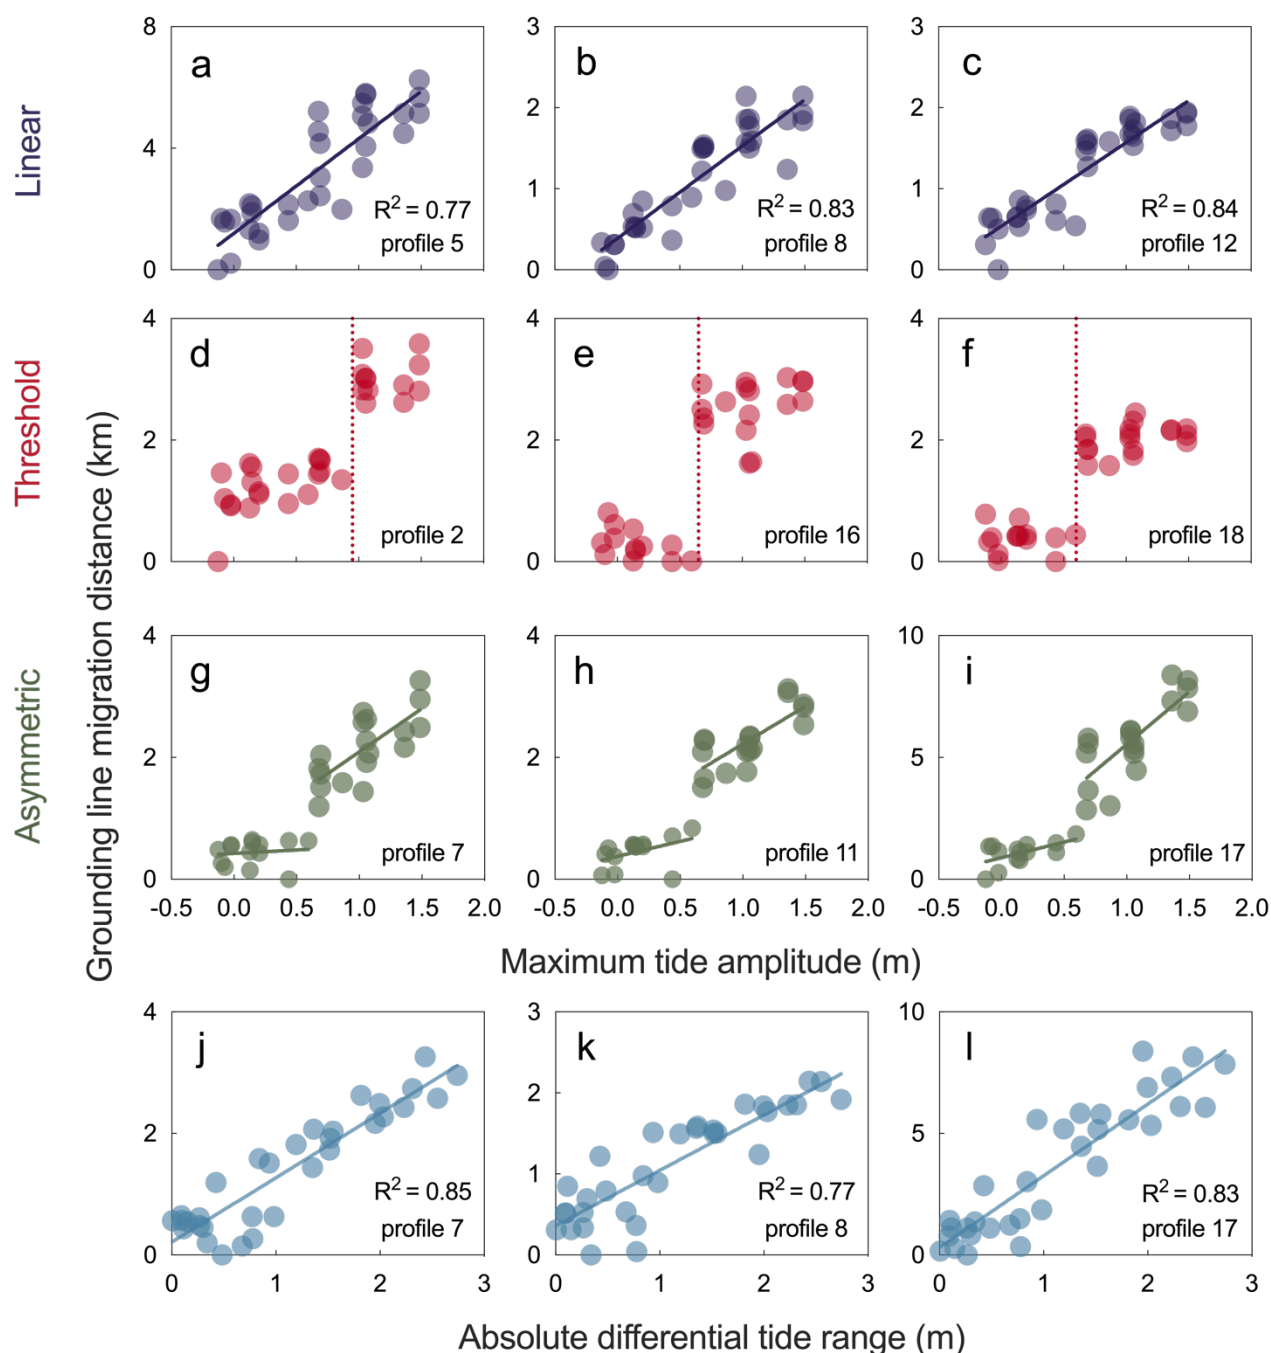 Linear
Threshold
Asymmetric
Grounding line migration distance (km)
8
4
0
a
R² = 0.77
profile 5
3
2
1
0
b
R² = 0.83
profile 8
3
2
1
0
c
R² = 0.84
profile 12
4
2
0
d
profile 2
4
2
0
e
profile 16
4
2
0
f
profile 18
4
2
0
g
profile 7
-0.5 0.0 0.5 1.0 1.5 2.0
4
2
0
h
profile 11
-0.5 0.0 0.5 1.0 1.5 2.0
10
5
0
i
profile 17
-0.5 0.0 0.5 1.0 1.5 2.0
Maximum tide amplitude (m)
4
2
0
j
R² = 0.85
profile 7
0 1 2 3
3
2
1
0
k
R² = 0.77
profile 8
0 1 2 3
10
5
0
l
R² = 0.83
profile 17
0 1 2 3
Absolute differential tide range (m)